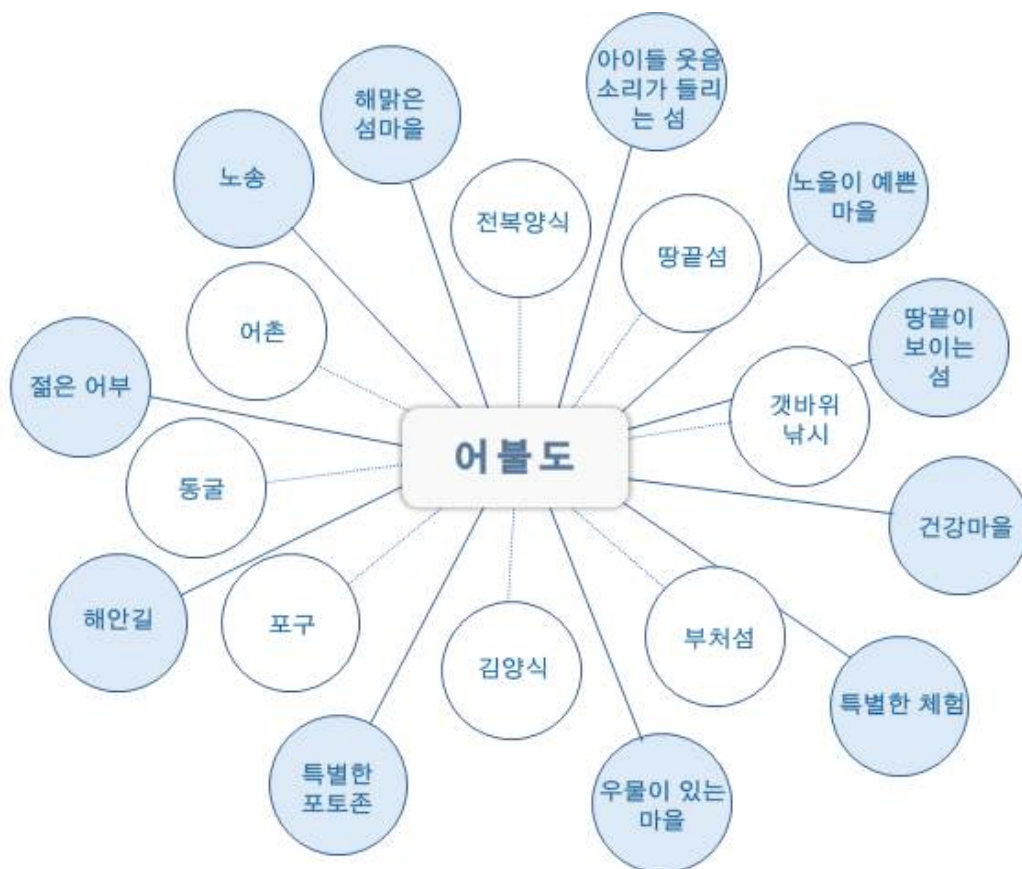 아이들 웃음
소리가 들리
는 섬
해맑은
섬마을
노송
노을이 예쁜
마을
전복양식
땅끝섬
어촌
땅끝이
보이는
섬
젊은 어부
갯바위
낚시
어불도
동굴
건강마을
해안길
포구
김양식
부처섬
특별한 체험
특별한
포토존
우물이 있는
마을